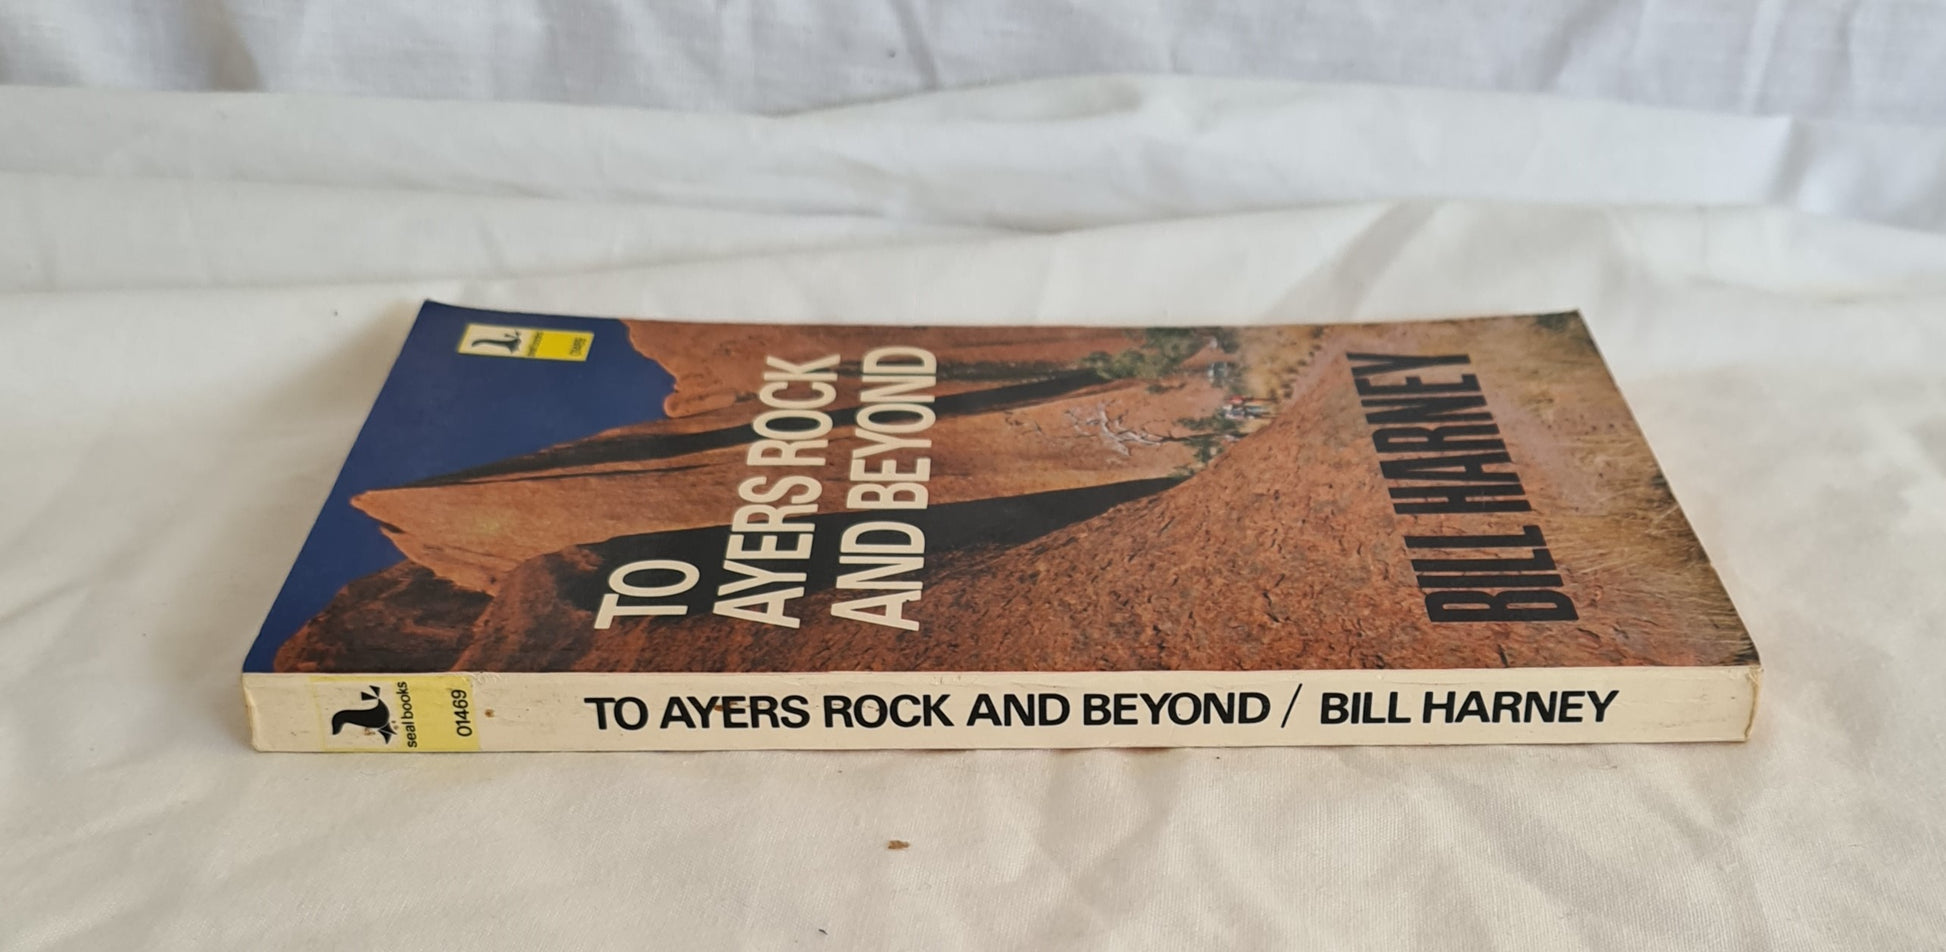 TO
AYERS ROCK
AND BEYOND
BILL HARNEY
seal books
01469
TO AYERS ROCK AND BEYOND / BILL HARNEY